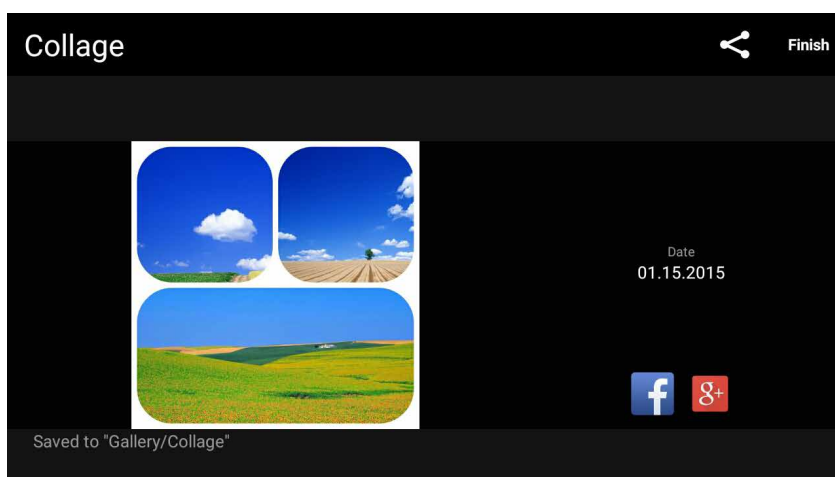 Collage
Finish
Date
01.15.2015
f
g+
Saved to "Gallery/Collage"